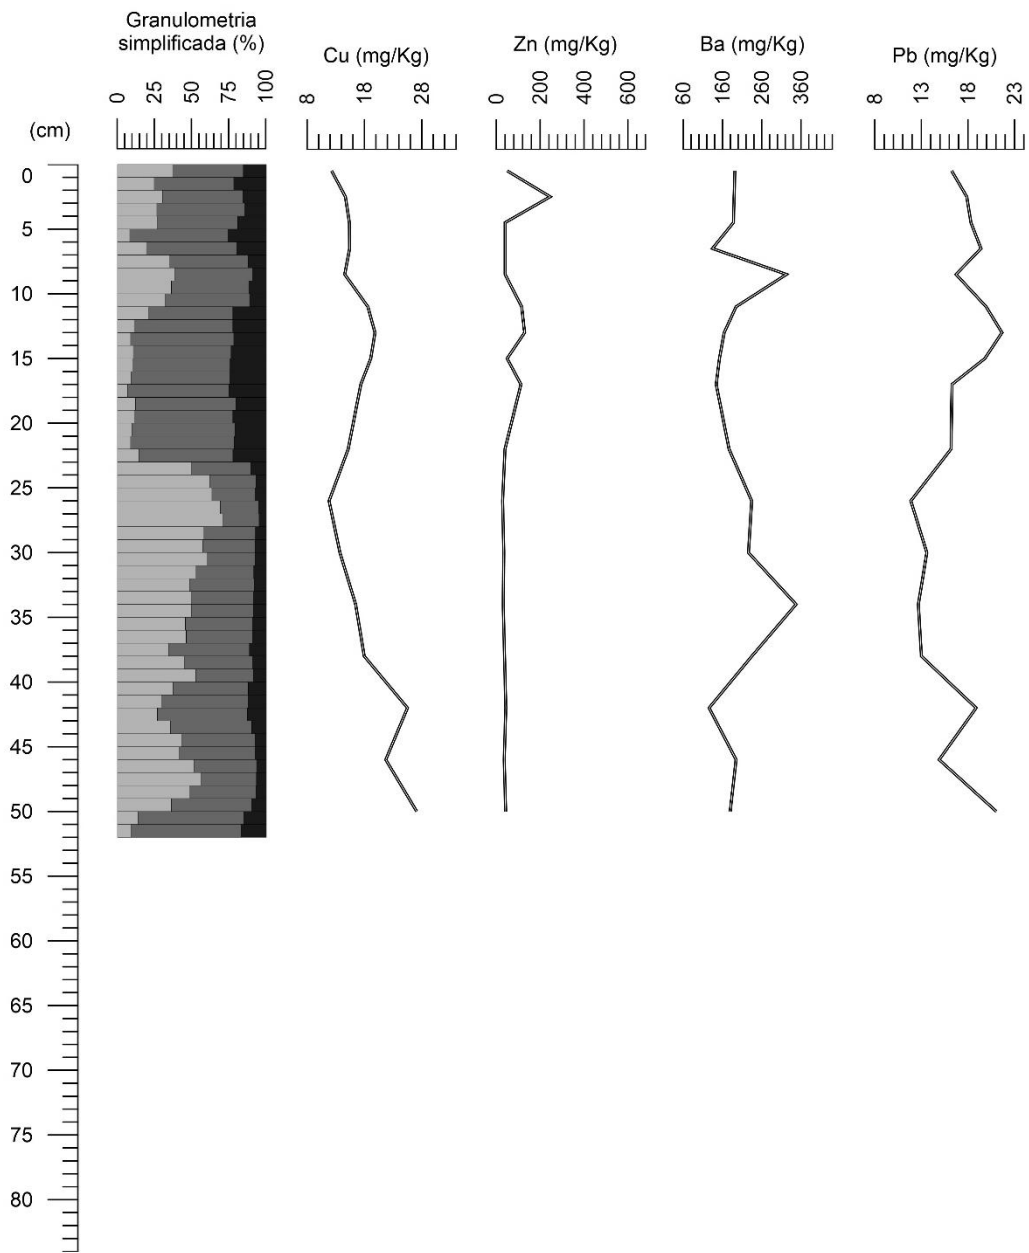 Granulometria
simplificada (%)
Cu (mg/Kg)
Zn (mg/Kg)
Ba (mg/Kg)
Pb (mg/Kg)
0 25 50 75 100
8 18 28
0 200 400 600
60 160 260 360
8 13 18 23
(cm)
0
5
10
15
20
25
30
35
40
45
50
55
60
65
70
75
80